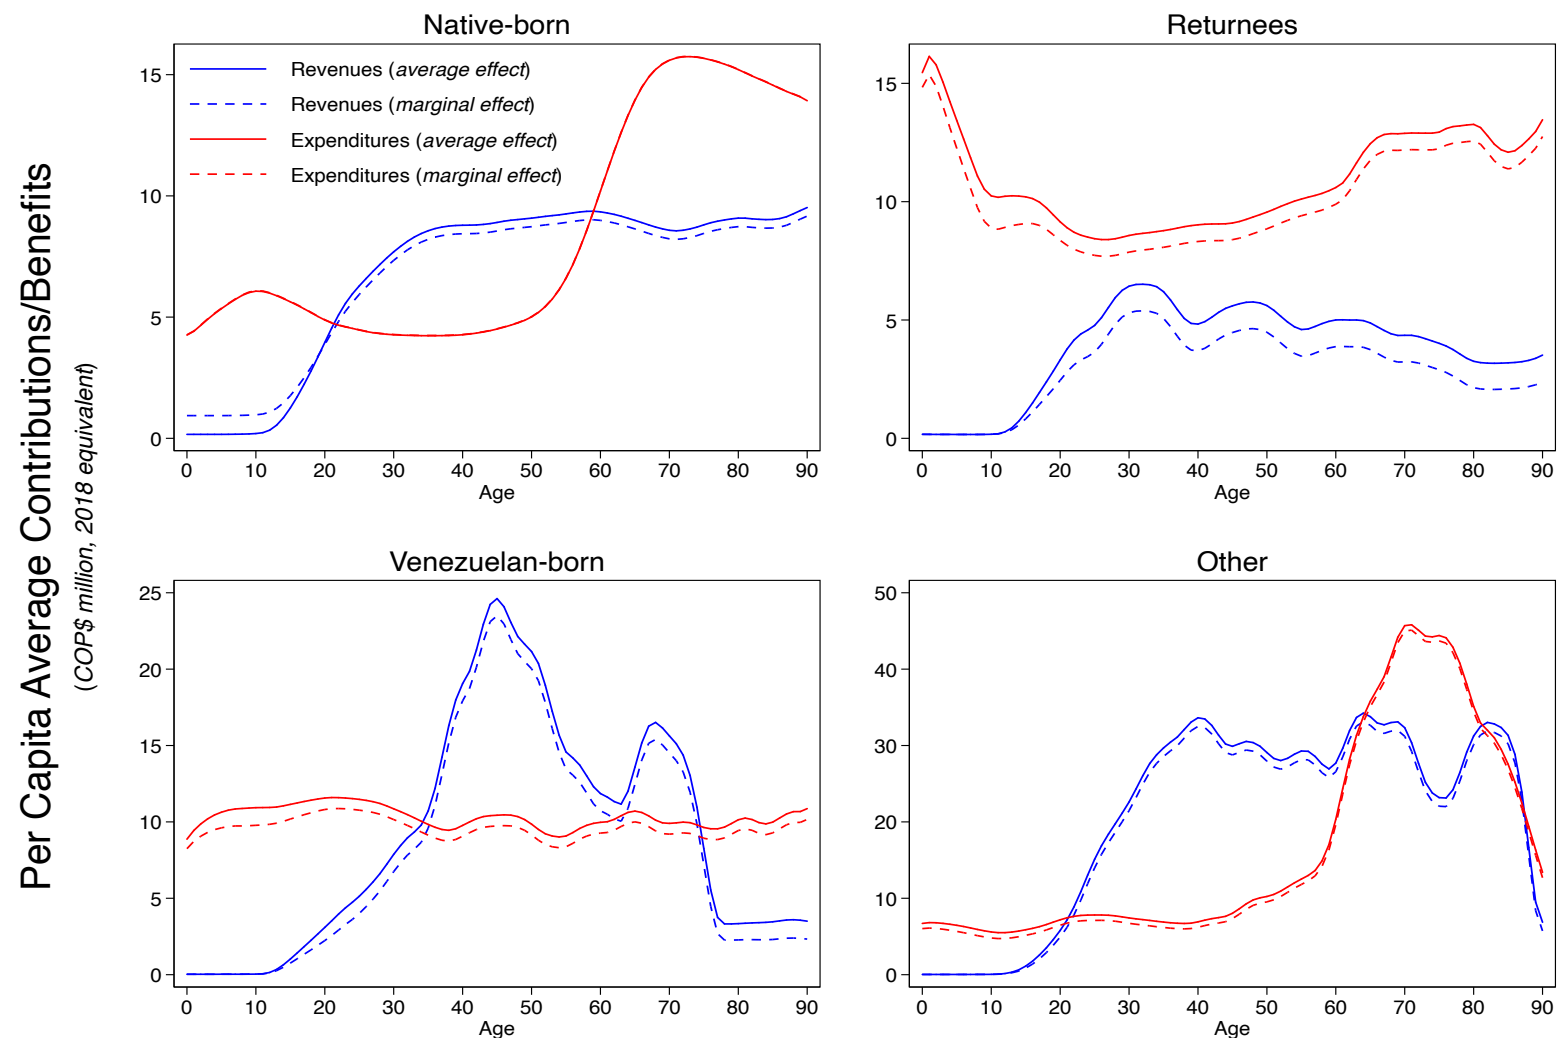 Per Capita Average Contributions/Benefits
(COP$ million, 2018 equivalent)
Native-born
Revenues (average effect)
Revenues (marginal effect)
Expenditures (average effect)
Expenditures (marginal effect)
15
10
5
0
0 10 20 30 40 50 60 70 80 90
Age
Returnees
15
10
5
0
0 10 20 30 40 50 60 70 80 90
Age
Venezuelan-born
25
20
15
10
5
0
0 10 20 30 40 50 60 70 80 90
Age
Other
50
40
30
20
10
0
0 10 20 30 40 50 60 70 80 90
Age